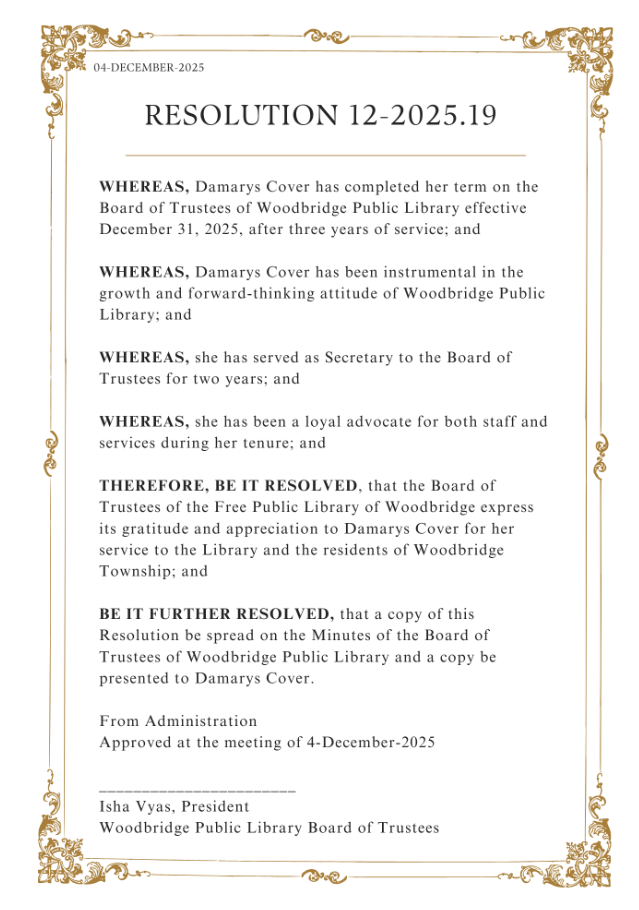 04-DECEMBER-2025
RESOLUTION 12-2025.19
WHEREAS, Damarys Cover has completed her term on the
Board of Trustees of Woodbridge Public Library effective
December 31, 2025, after three years of service; and
WHEREAS, Damarys Cover has been instrumental in the
growth and forward-thinking attitude of Woodbridge Public
Library; and
WHEREAS, she has served as Secretary to the Board of
Trustees for two years; and
WHEREAS, she has been a loyal advocate for both staff and
services during her tenure; and
THEREFORE, BE IT RESOLVED, that the Board of
Trustees of the Free Public Library of Woodbridge express
its gratitude and appreciation to Damarys Cover for her
service to the Library and the residents of Woodbridge
Township; and
BE IT FURTHER RESOLVED, that a copy of this
Resolution be spread on the Minutes of the Board of
Trustees of Woodbridge Public Library and a copy be
presented to Damarys Cover.
From Administration
Approved at the meeting of 4-December-2025
_______________________
Isha Vyas, President
Woodbridge Public Library Board of Trustees